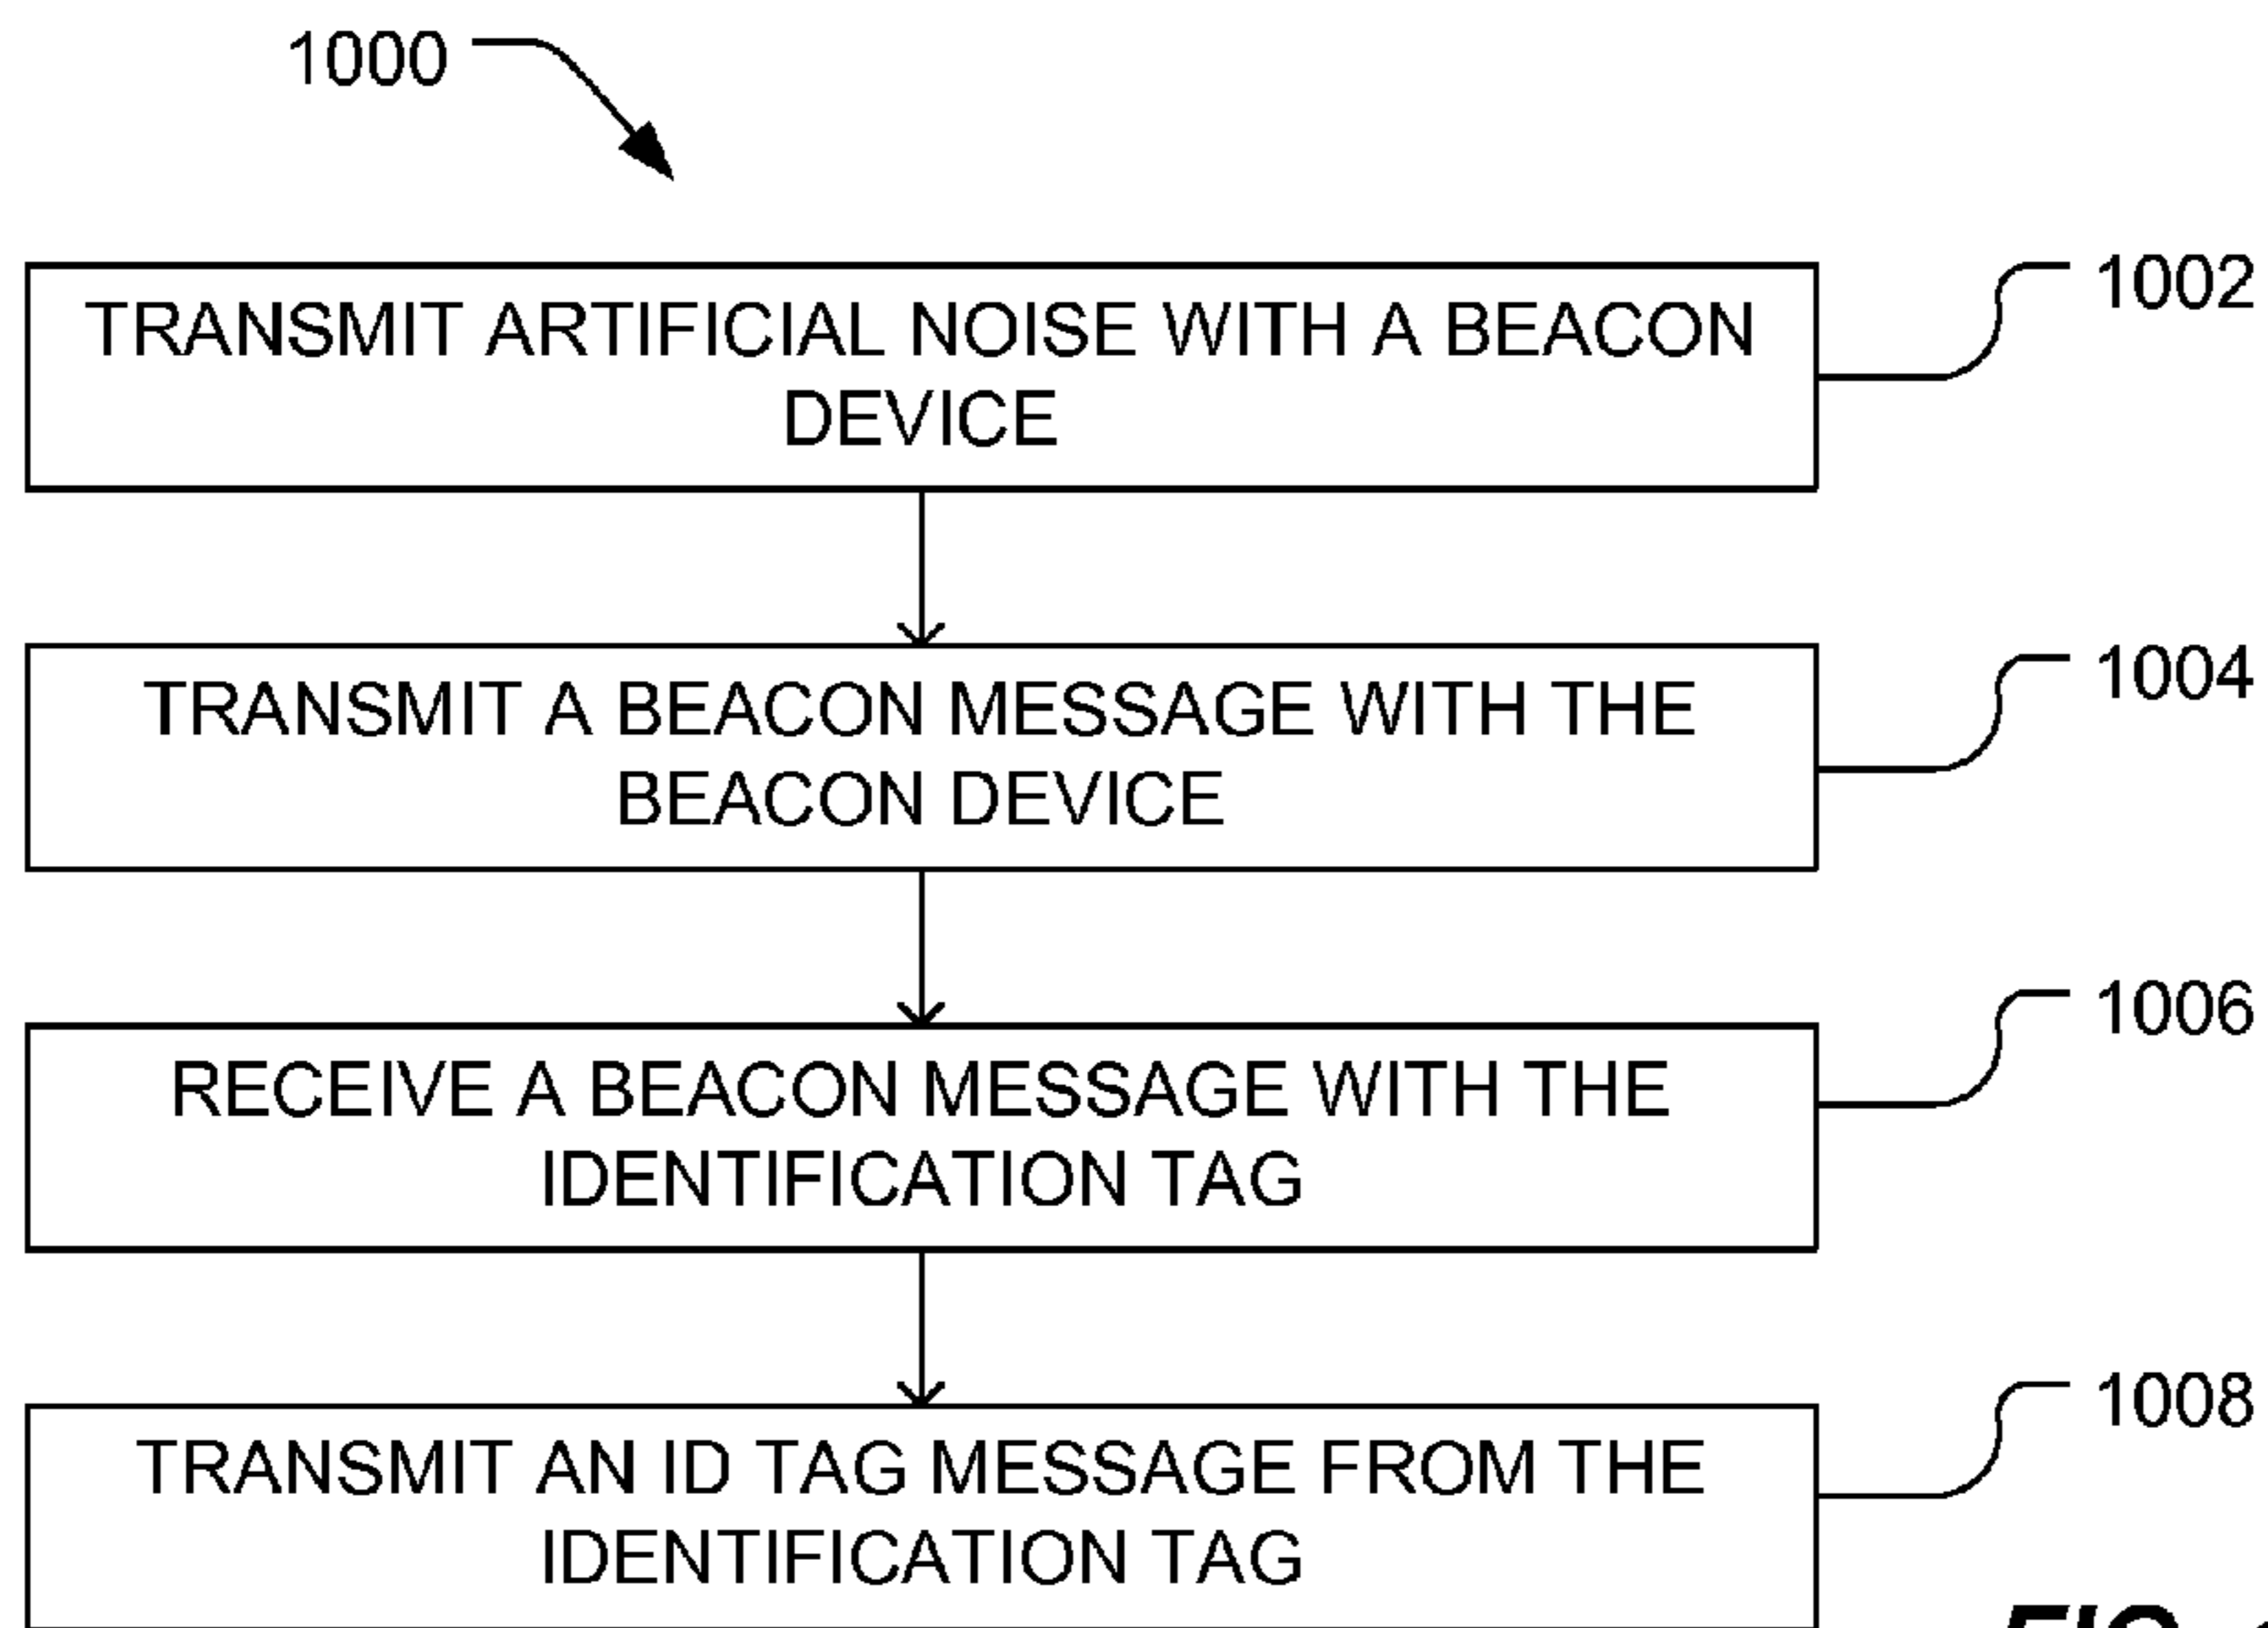 1000
TRANSMIT ARTIFICIAL NOISE WITH A BEACON
DEVICE
1002
TRANSMIT A BEACON MESSAGE WITH THE
BEACON DEVICE
1004
RECEIVE A BEACON MESSAGE WITH THE
IDENTIFICATION TAG
1006
TRANSMIT AN ID TAG MESSAGE FROM THE
IDENTIFICATION TAG
1008